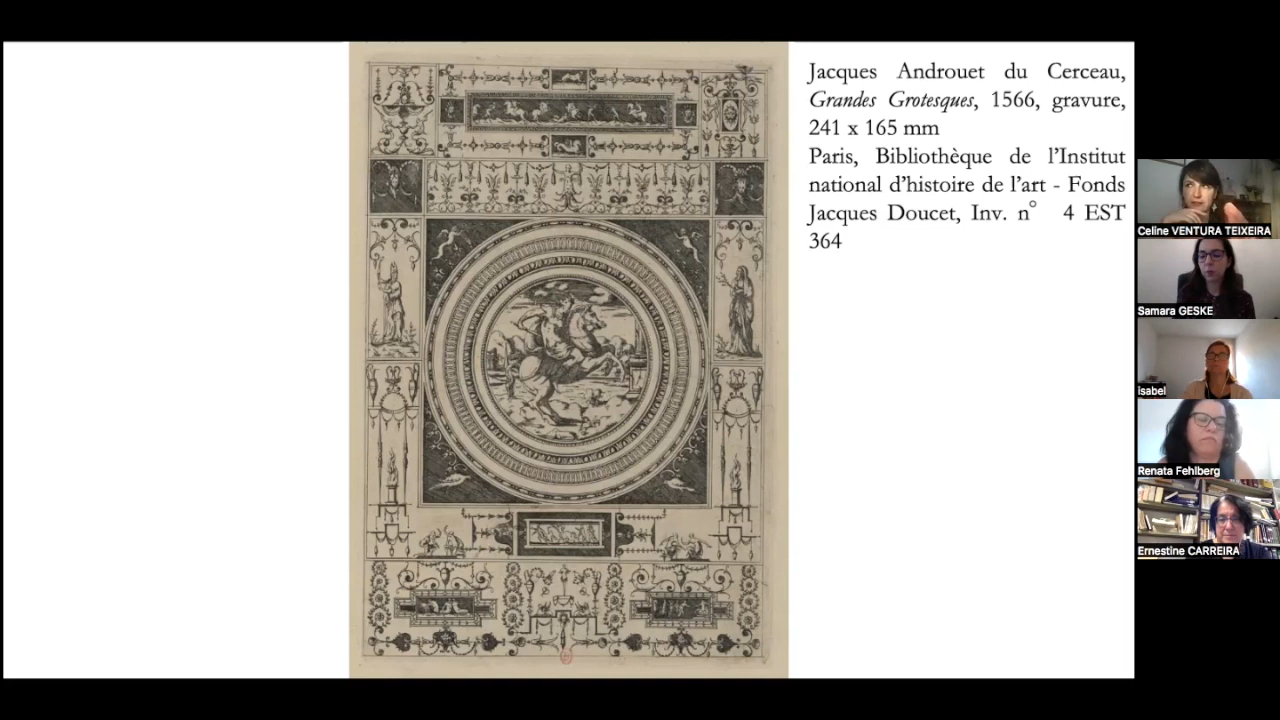 Jacques Androuet du Cerceau,
Grandes Grotesques, 1566, gravure,
241 x 165 mm
Paris, Bibliothèque de l’Institut
national d’histoire de l’art - Fonds
Jacques Doucet, Inv. n° 4 EST
364
Celine VENTURA TEIXEIRA
Samara GESKE
isabel
Renata Fehlberg
Ernestine CARREIRA